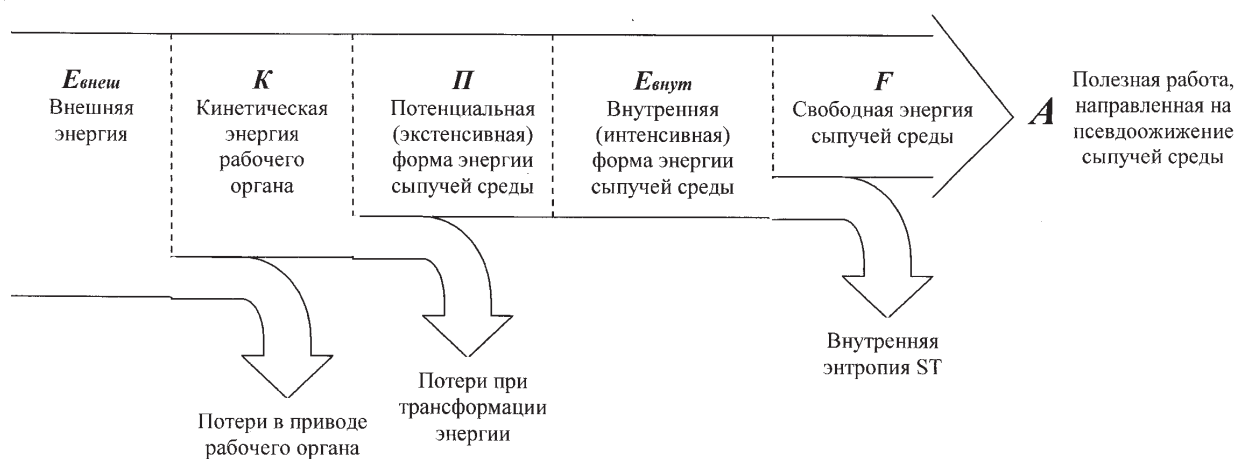 Eвнеш
Внешняя
энергия
К
Кинетическая
энергия
рабочего
органа
П
Потенциальная
(экстенсивная)
форма энергии
сыпучей среды
Eвнут
Внутренняя
(интенсивная)
форма энергии
сыпучей среды
F
Свободная энергия
сыпучей среды
А
Полезная работа,
направленная на
псевдоожижение
сыпучей среды
Потери в приводе
рабочего органа
Потери при
трансформации
энергии
Внутренняя
энтропия ST